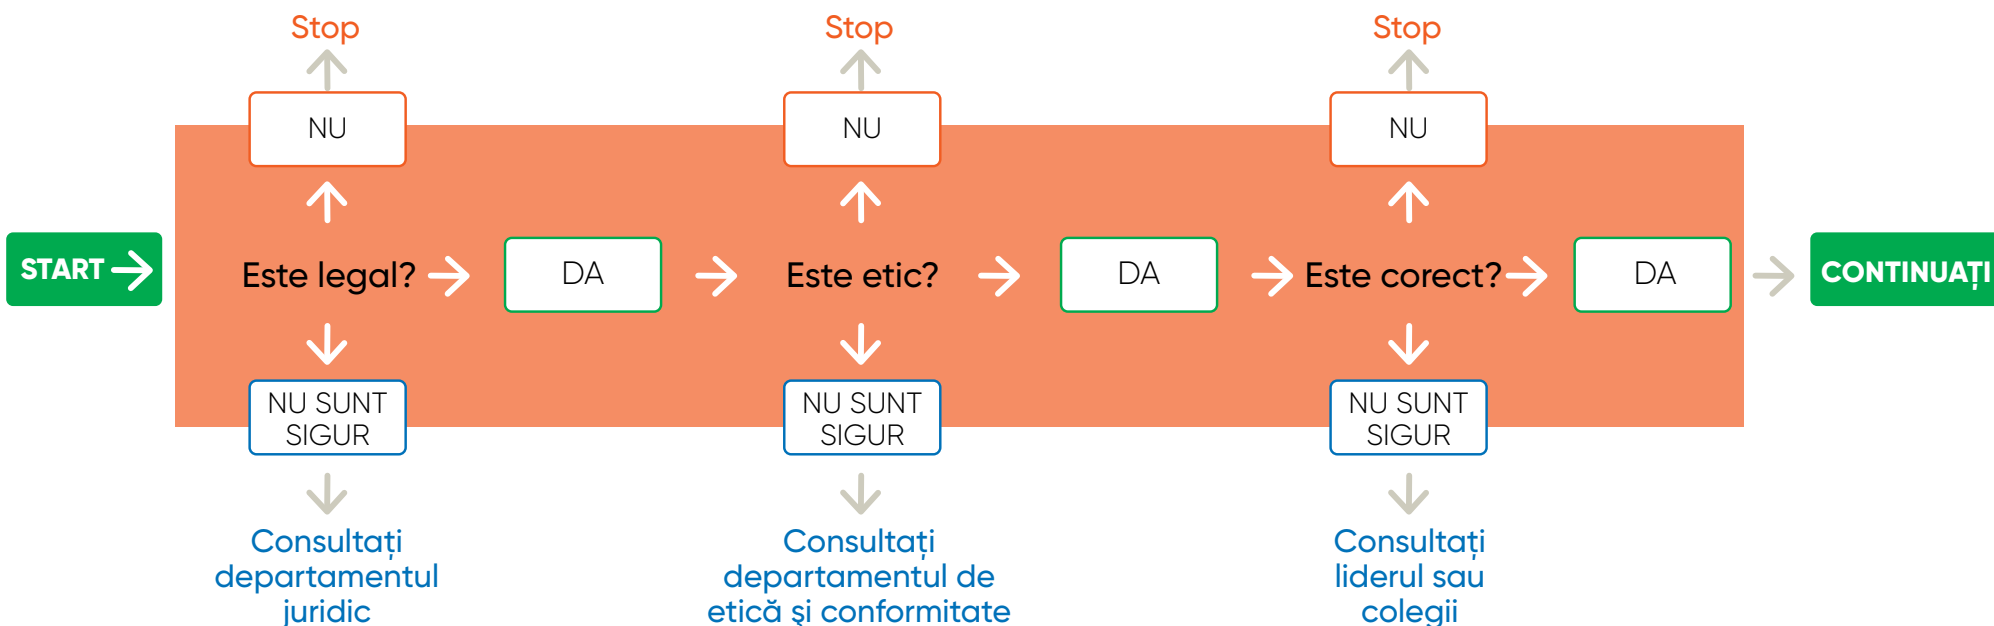 Stop
Stop
Stop
NU
NU
NU
START
Este legal?
DA
Este etic?
DA
Este corect?
DA
CONTINUAȚI
NU SUNT
SIGUR
NU SUNT
SIGUR
NU SUNT
SIGUR
Consultați
departamentul
juridic
Consultați
departamentul de
etică și conformitate
Consultați
liderul sau
colegii